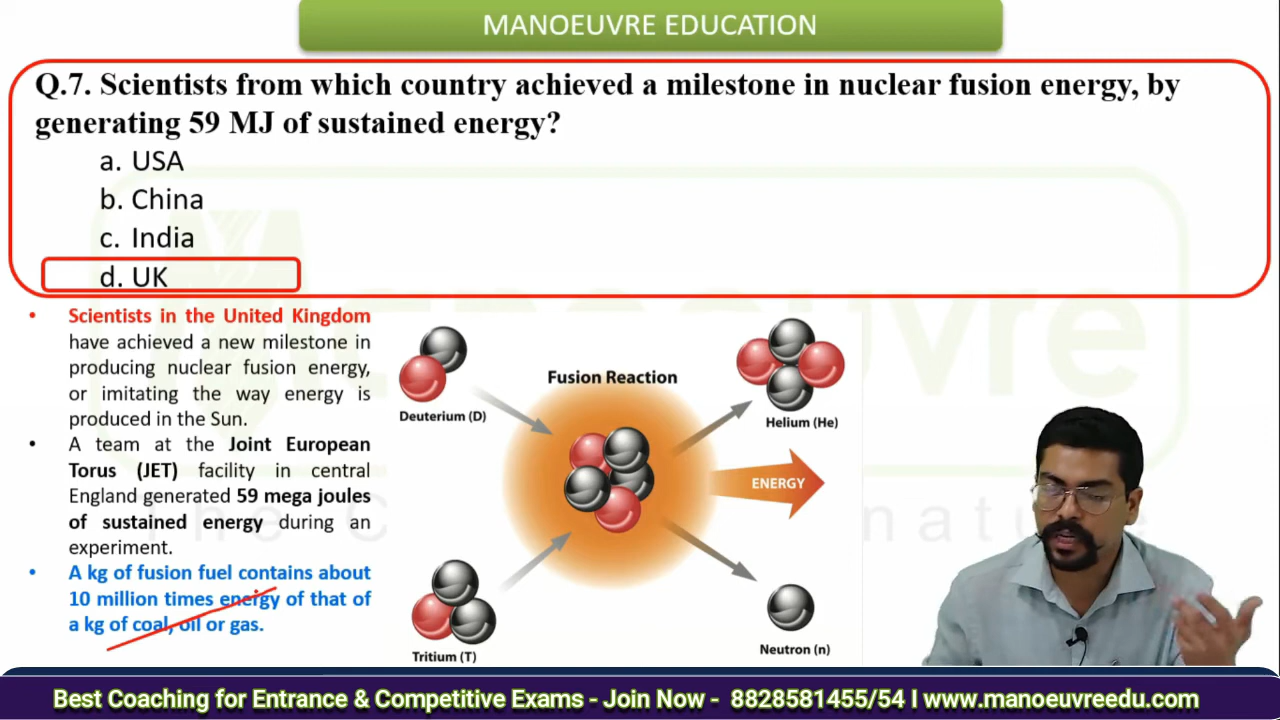 MANOEUVRE EDUCATION
Q.7. Scientists from which country achieved a milestone in nuclear fusion energy, by
generating 59 MJ of sustained energy?
a. USA
b. China
c. India
d. UK
• Scientists in the United Kingdom
have achieved a new milestone in
producing nuclear fusion energy,
or imitating the way energy is
produced in the Sun.
• A team at the Joint European
Torus (JET) facility in central
England generated 59 mega joules
of sustained energy during an
experiment.
• A kg of fusion fuel contains about
10 million times energy of that of
a kg of coal, oil or gas.
Fusion Reaction
Deuterium (D)
Helium (He)
ENERGY
Tritium (T)
Neutron (n)
Best Coaching for Entrance & Competitive Exams - Join Now - 8828581455/54 I www.manoeuvreedu.com